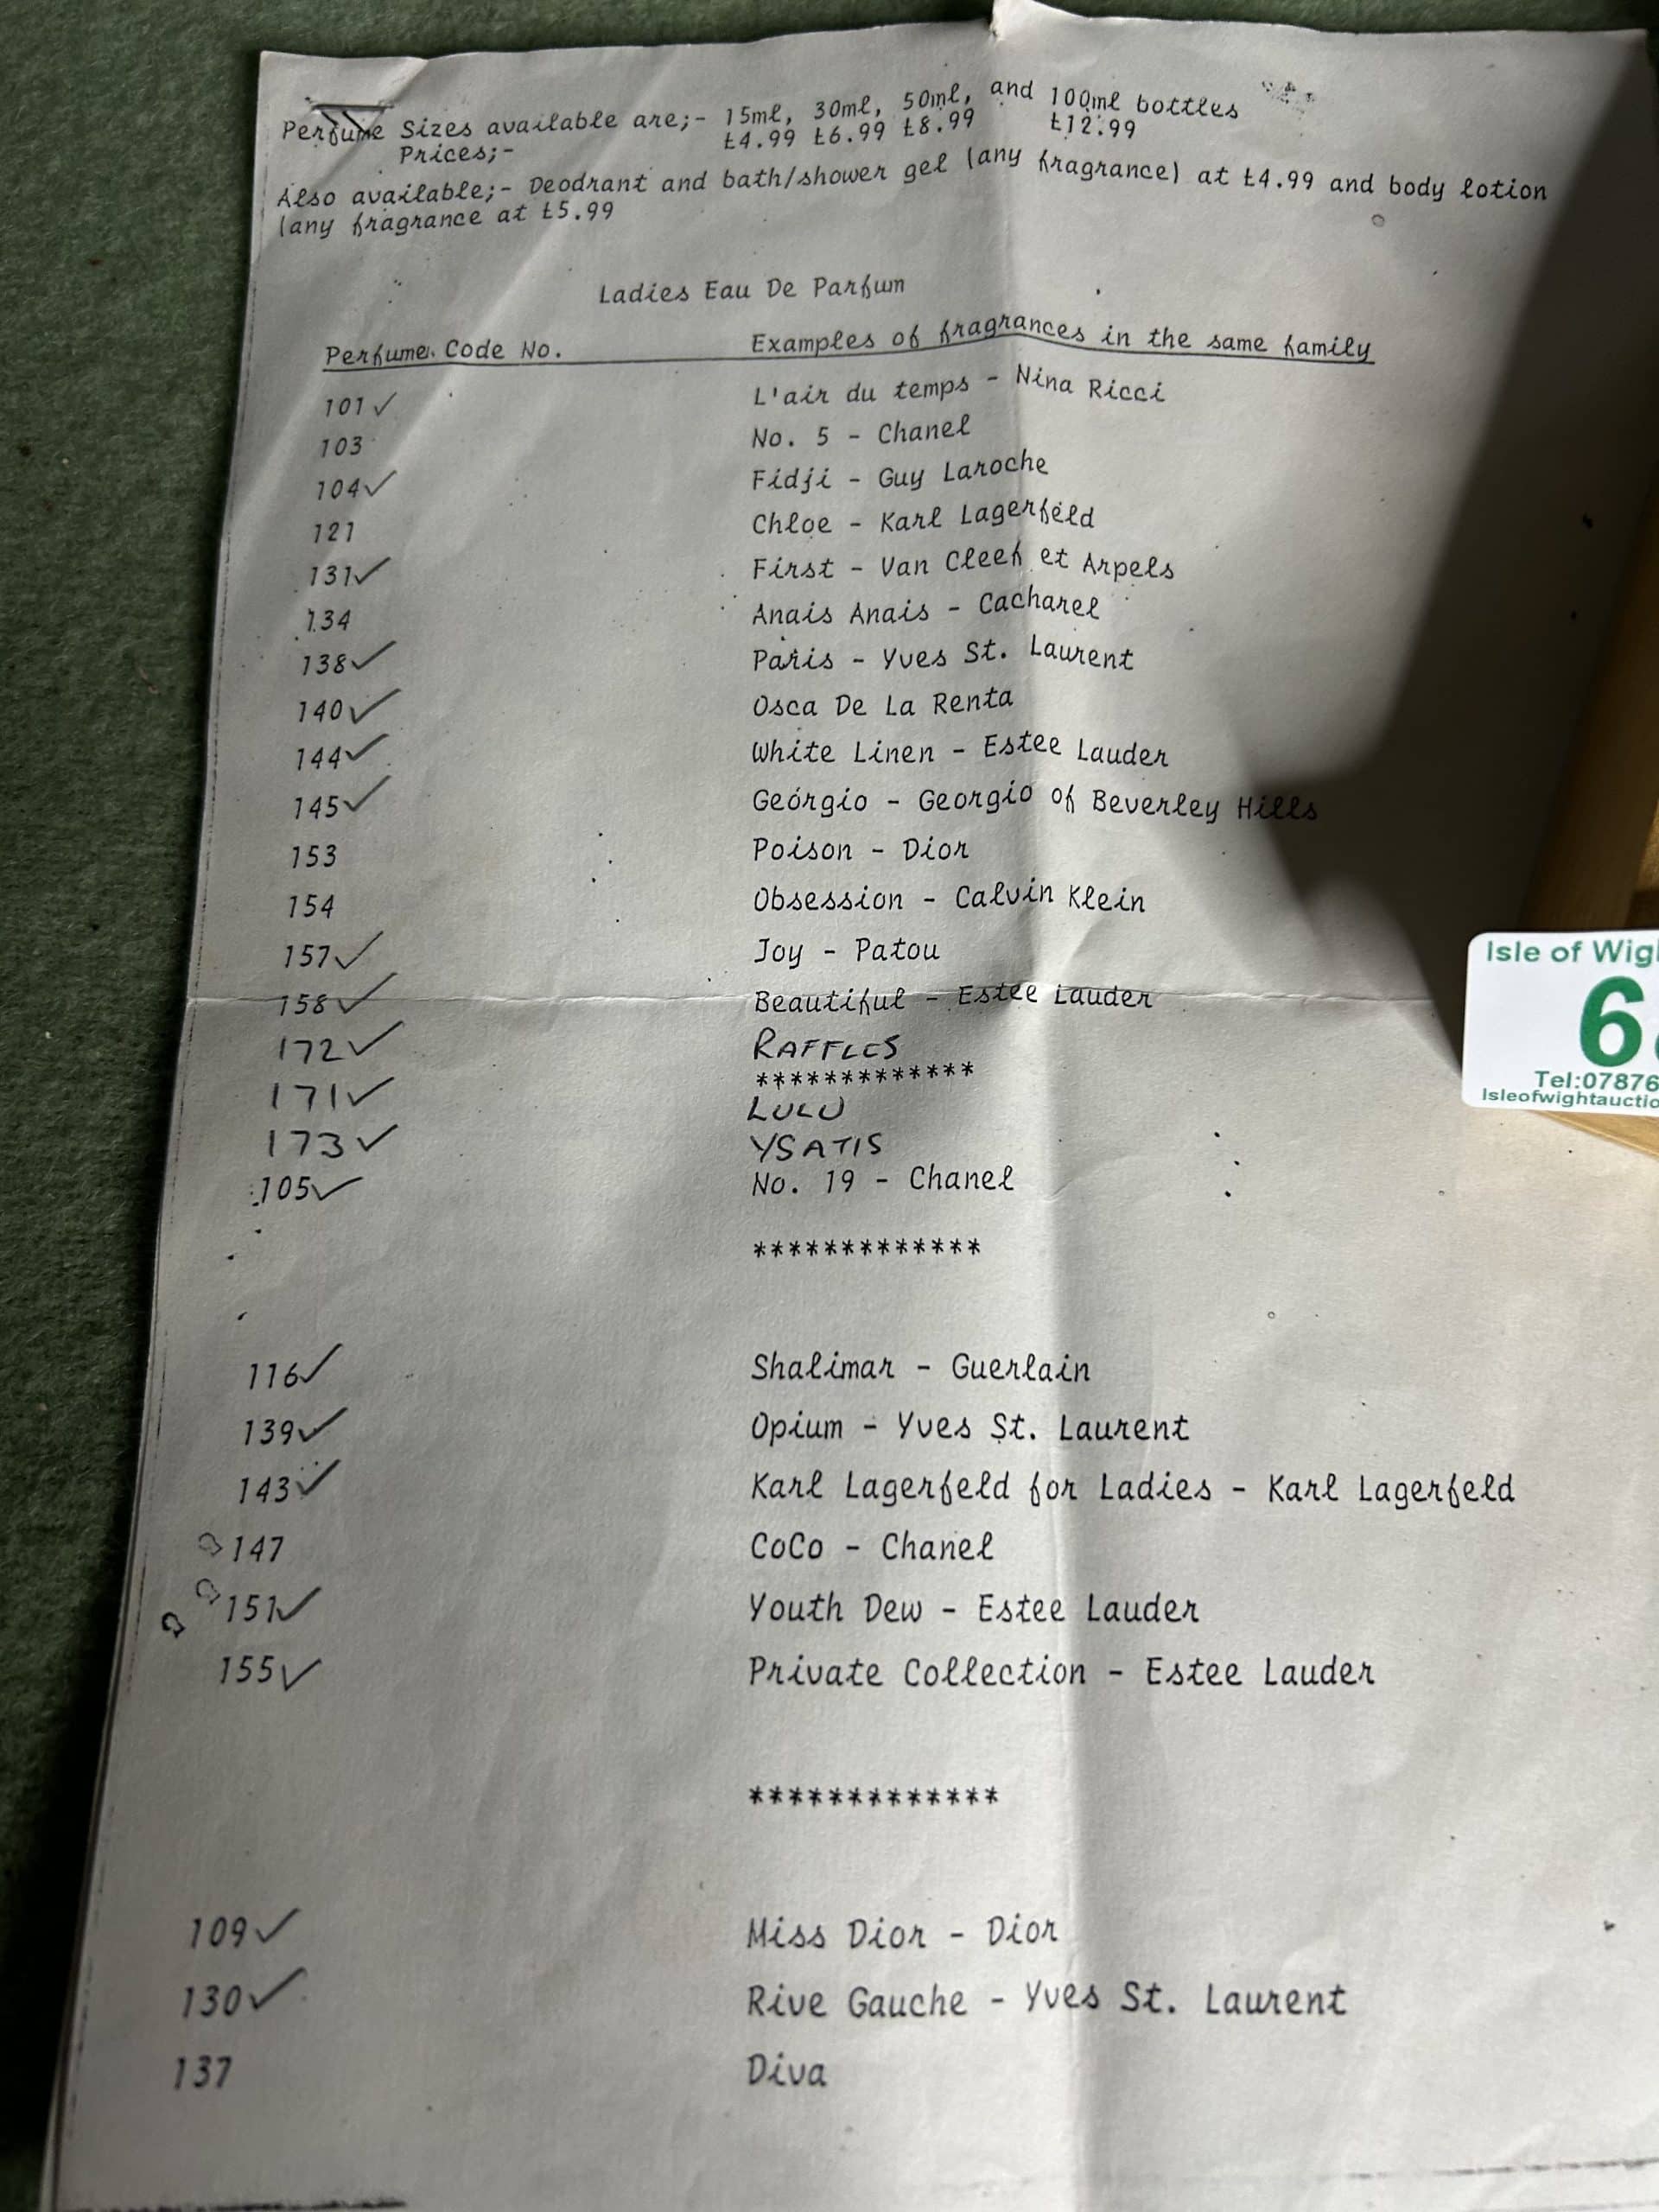 Perfume Sizes available are;- 15ml, 30ml, 50ml, and 100ml bottles
Prices;- £4.99 £6.99 £8.99 £12.99
Also available;- Deodrant and bath/shower gel (any fragrance) at £4.99 and body lotion
(any fragrance at £5.99
Ladies Eau De Parfum
Perfume Code No. Examples of fragrances in the same family
101 ✓ L'air du temps - Nina Ricci
103 No. 5 - Chanel
104 ✓ Fidji - Guy Laroche
121 Chloe - Karl Lagerfeld
131 ✓ First - Van Cleef et Arpels
134 Anais Anais - Cacharel
138 ✓ Paris - Yves St. Laurent
140 ✓ Osca De La Renta
144 ✓ White Linen - Estee Lauder
145 ✓ Georgio - Georgio of Beverley Hills
153 Poison - Dior
154 Obsession - Calvin Klein
157 ✓ Joy - Patou
158 ✓ Beautiful - Estee Lauder
172 ✓ RAFFLES
*************
171 ✓ LULU
173 ✓ YSATIS
105 ✓ No. 19 - Chanel
*************
116 ✓ Shalimar - Guerlain
139 ✓ Opium - Yves St. Laurent
143 ✓ Karl Lagerfeld for Ladies - Karl Lagerfeld
147 CoCo - Chanel
151 ✓ Youth Dew - Estee Lauder
155 ✓ Private Collection - Estee Lauder
*************
109 ✓ Miss Dior - Dior
130 ✓ Rive Gauche - Yves St. Laurent
137 Diva
Isle of Wig
6
Tel:07876
Isleofwightauctio